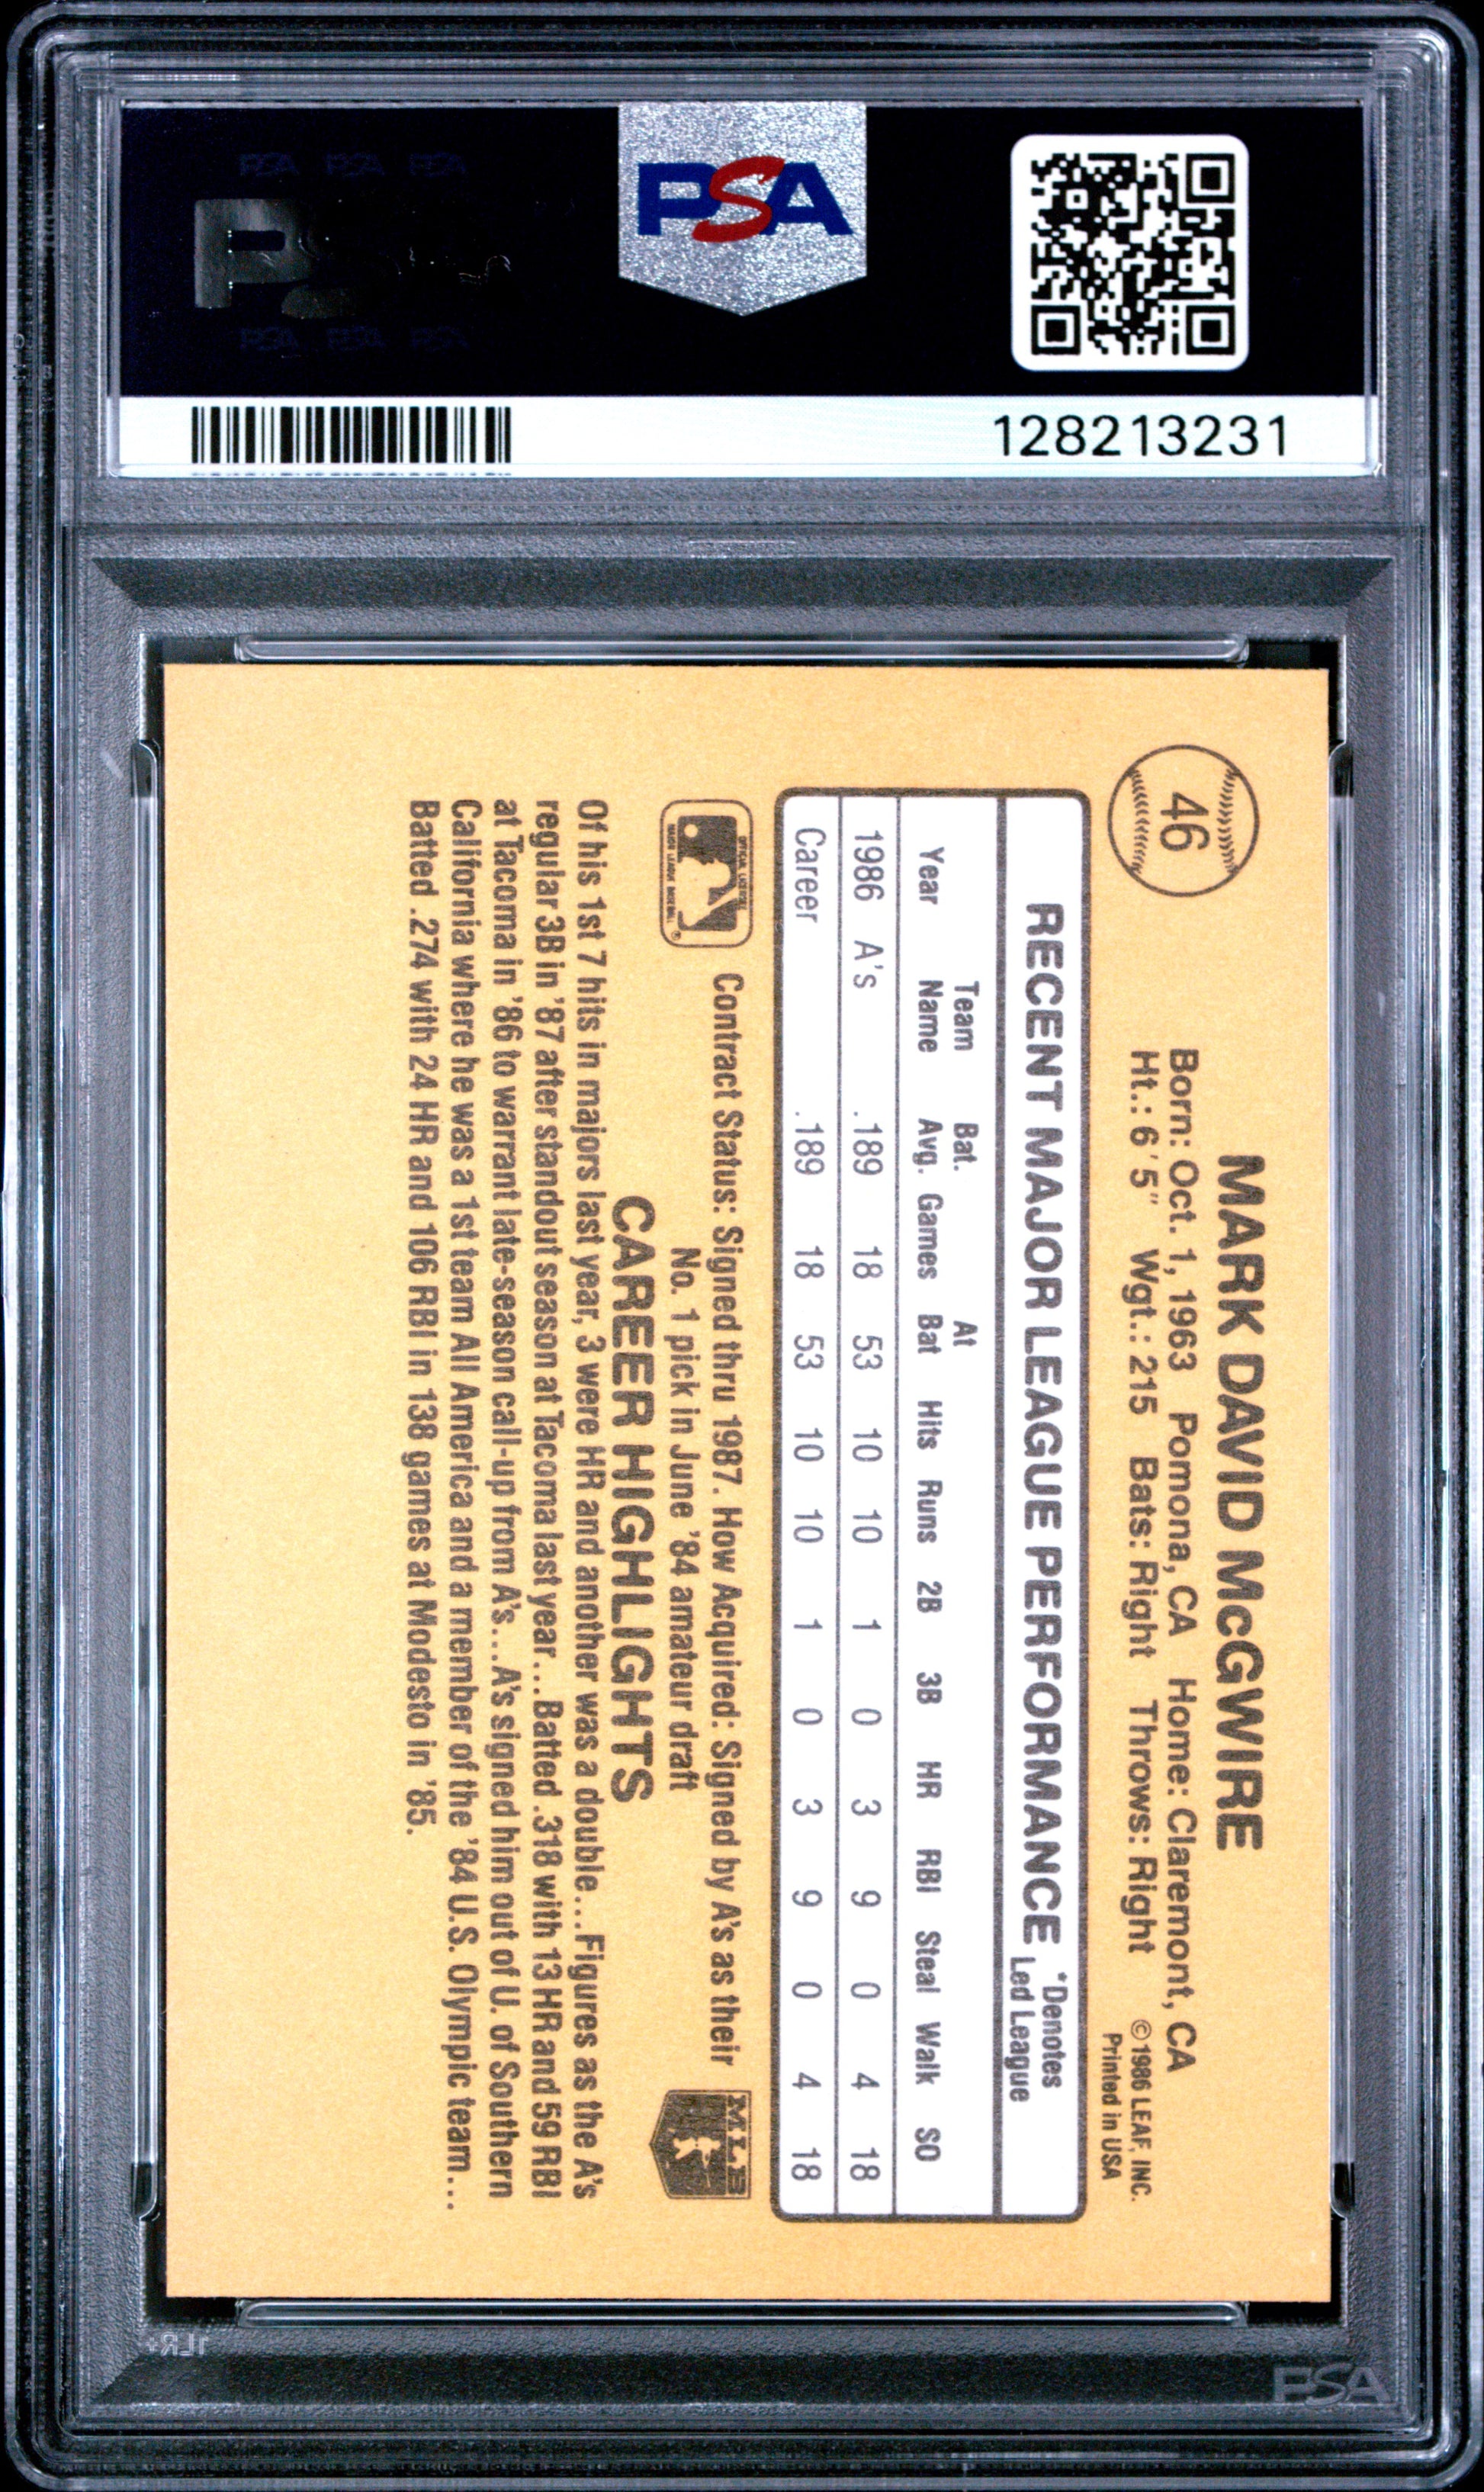 PSA PSA PSA
PSA
PSA PSA PSA
PSA
128213231
46
MARK DAVID McGWIRE
Born: Oct. 1, 1963 Pomona, CA Home: Claremont, CA
Ht.: 6'5" Wgt.: 215 Bats: Right Throws: Right
© 1986 LEAF, INC.
Printed in USA
RECENT MAJOR LEAGUE PERFORMANCE
*Denotes
Led League
Team Bat. At
Year Name Avg. Games Bat Hits Runs 2B 3B HR RBI Steal Walk SO
1986 A's .189 18 53 10 10 1 0 3 9 0 4 18
Career .189 18 53 10 10 1 0 3 9 0 4 18
Contract Status: Signed thru 1987. How Acquired: Signed by A's as their
No. 1 pick in June '84 amateur draft
MLB
CAREER HIGHLIGHTS
Of his 1st 7 hits in majors last year, 3 were HR and another was a double...Figures as the A's
regular 3B in '87 after standout season at Tacoma last year...Batted .318 with 13 HR and 59 RBI
at Tacoma in '86 to warrant late-season call-up from A's...A's signed him out of U. of Southern
California where he was a 1st team All America and a member of the '84 U.S. Olympic team...
Batted .274 with 24 HR and 106 RBI in 138 games at Modesto in '85.
PSA